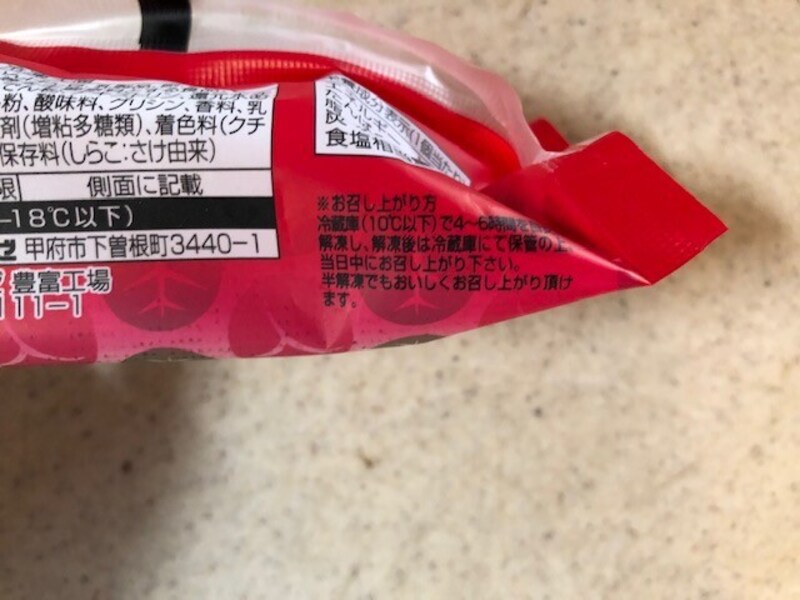 粉、酸味料、グリシン、香料、乳
剤(増粘多糖類)、着色料(クチ
保存料(しらこ:さけ由来)
限 側面に記載
-18℃以下)
甲府市下曽根町3440-1
豊富工場
111-1
食塩相
※お召し上がり方
冷蔵庫(10℃以下)で4~6時間を
解凍し、解凍後は冷蔵庫にて保管の上、
当日中にお召し上がり下さい。
半解凍でもおいしくお召し上がり頂け
ます。